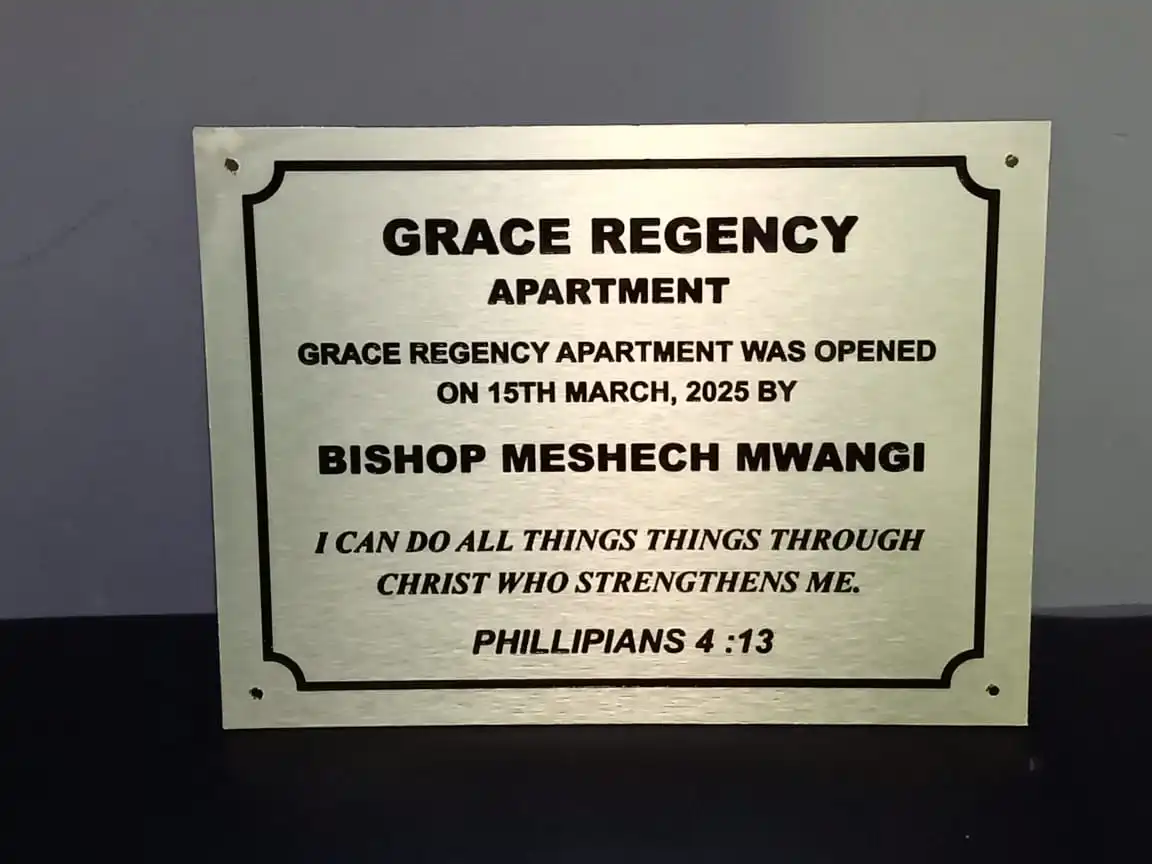 GRACE REGENCY
APARTMENT
GRACE REGENCY APARTMENT WAS OPENED
ON 15TH MARCH, 2025 BY
BISHOP MESHECH MWANGI
I CAN DO ALL THINGS THINGS THROUGH
CHRIST WHO STRENGTHENS ME.
PHILLIPIANS 4 :13